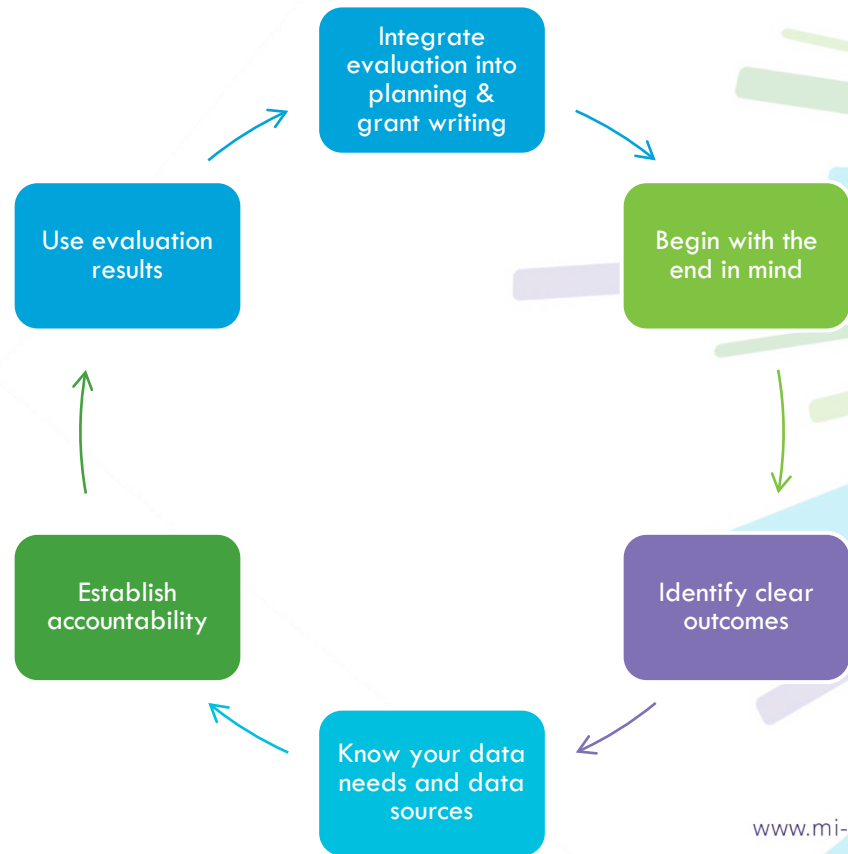 Integrate
evaluation into
planning &
grant writing
Begin with the
end in mind
Identify clear
outcomes
Know your data
needs and data
sources
Establish
accountability
Use evaluation
results
www.mi-